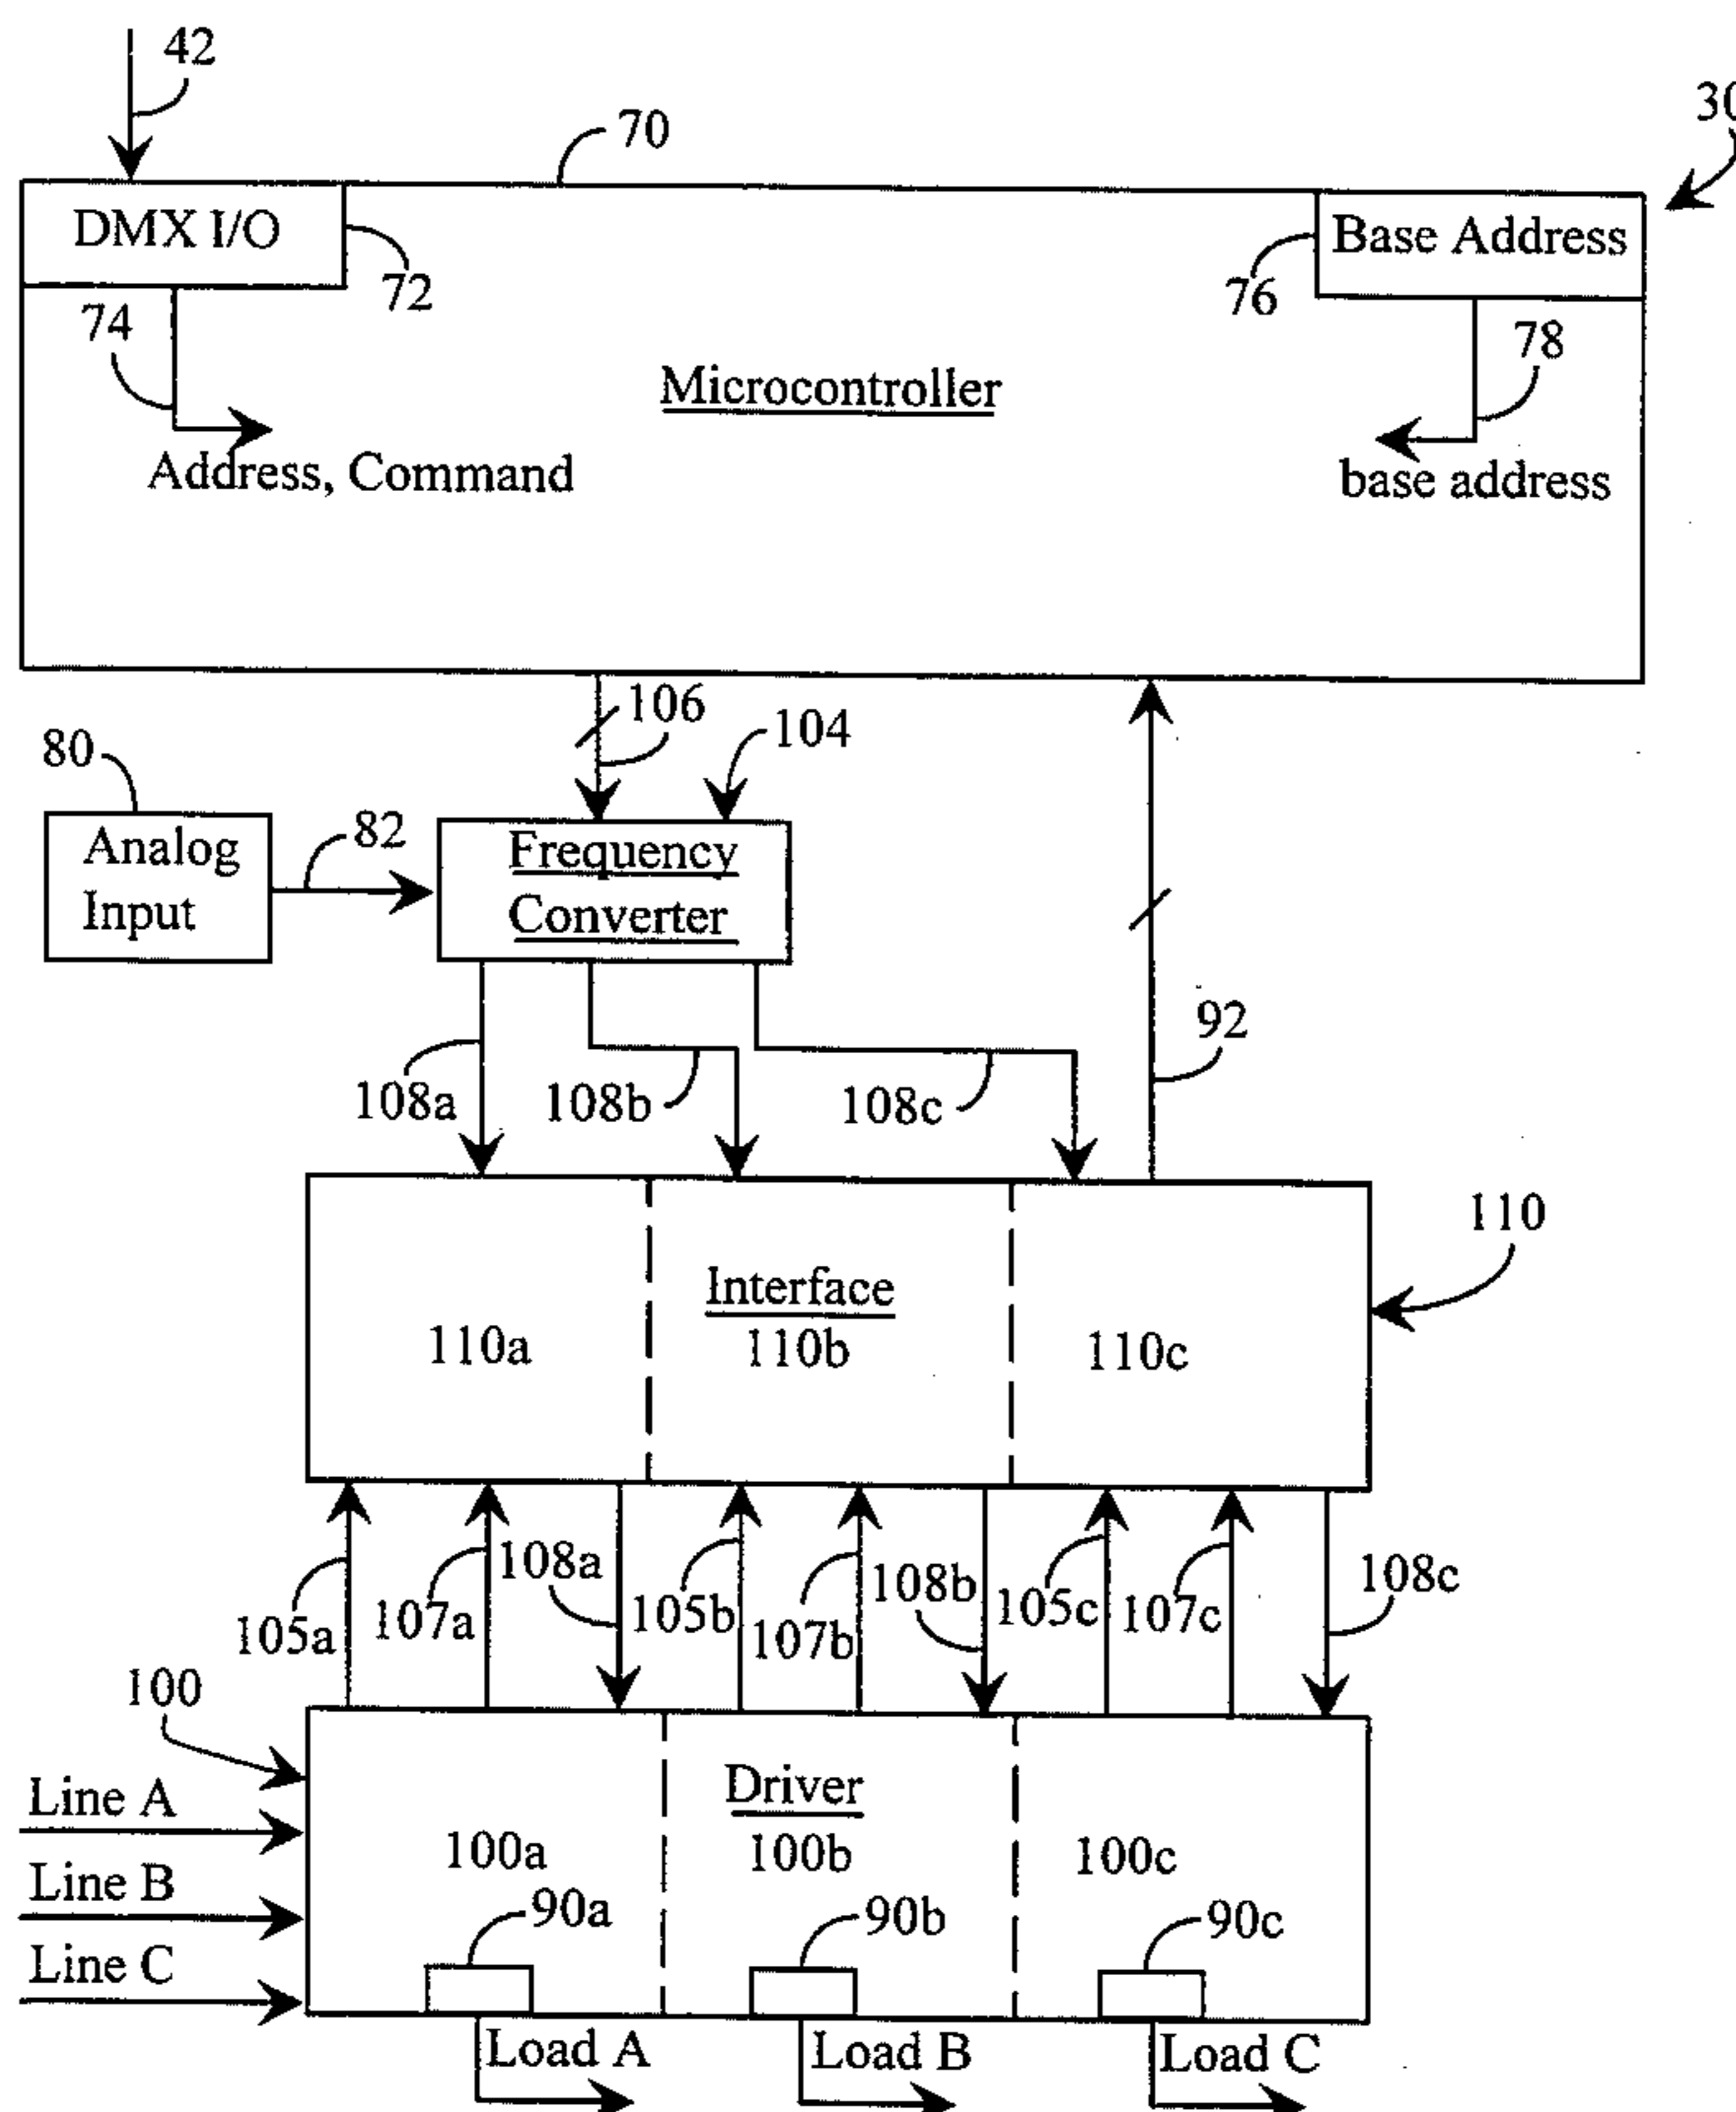 42
70
30
DMX I/O
Base Address
72
76
74
78
Microcontroller
Address, Command
base address
106
104
80
82
Analog
Input
Frequency
Converter
92
108a
108b
108c
110
Interface
110a
110b
110c
108a
108b
108c
105a
107a
105b
107b
105c
107c
100
Driver
Line A
100a
100b
100c
Line B
90a
90b
90c
Line C
Load A
Load B
Load C